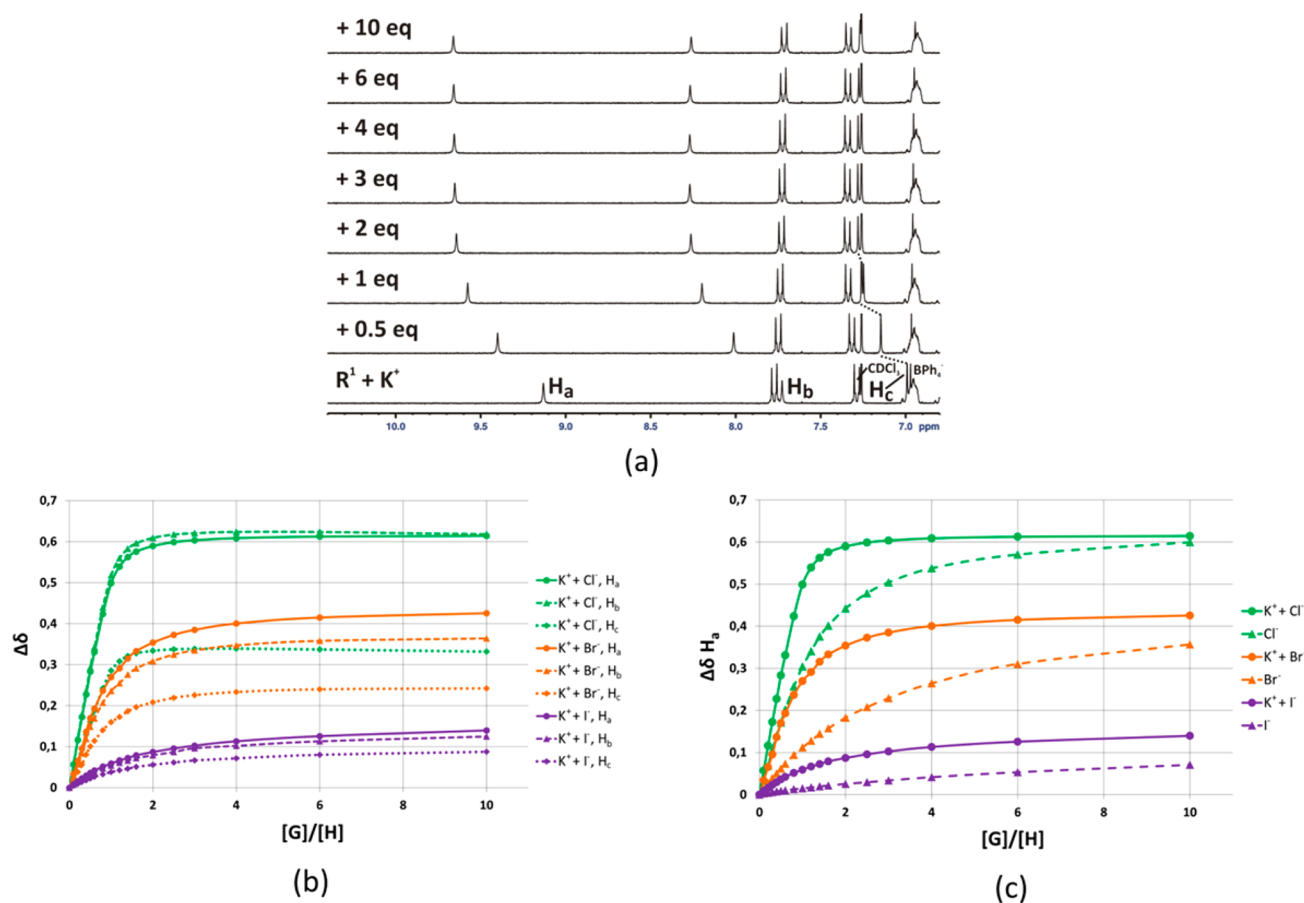 + 10 eq
+ 6 eq
+ 4 eq
+ 3 eq
+ 2 eq
+ 1 eq
+ 0.5 eq
R¹ + K⁺
Hₐ
H_b
CDCl₃
H_c
BPh₄⁻
10.0 9.5 9.0 8.5 8.0 7.5 7.0 ppm
(a)
0,7
0,6
0,5
0,4
0,3
0,2
0,1
0
Δδ
0 2 4 6 8 10
[G]/[H]
K⁺+ Cl⁻, Hₐ
K⁺+ Cl⁻, H_b
K⁺+ Cl⁻, H_c
K⁺+ Br⁻, Hₐ
K⁺+ Br⁻, H_b
K⁺+ Br⁻, H_c
K⁺+ I⁻, Hₐ
K⁺+ I⁻, H_b
K⁺+ I⁻, H_c
(b)
0,7
0,6
0,5
0,4
0,3
0,2
0,1
0
Δδ Hₐ
0 2 4 6 8 10
[G]/[H]
K⁺+ Cl⁻
Cl⁻
K⁺+ Br⁻
Br⁻
K⁺+ I⁻
I⁻
(c)